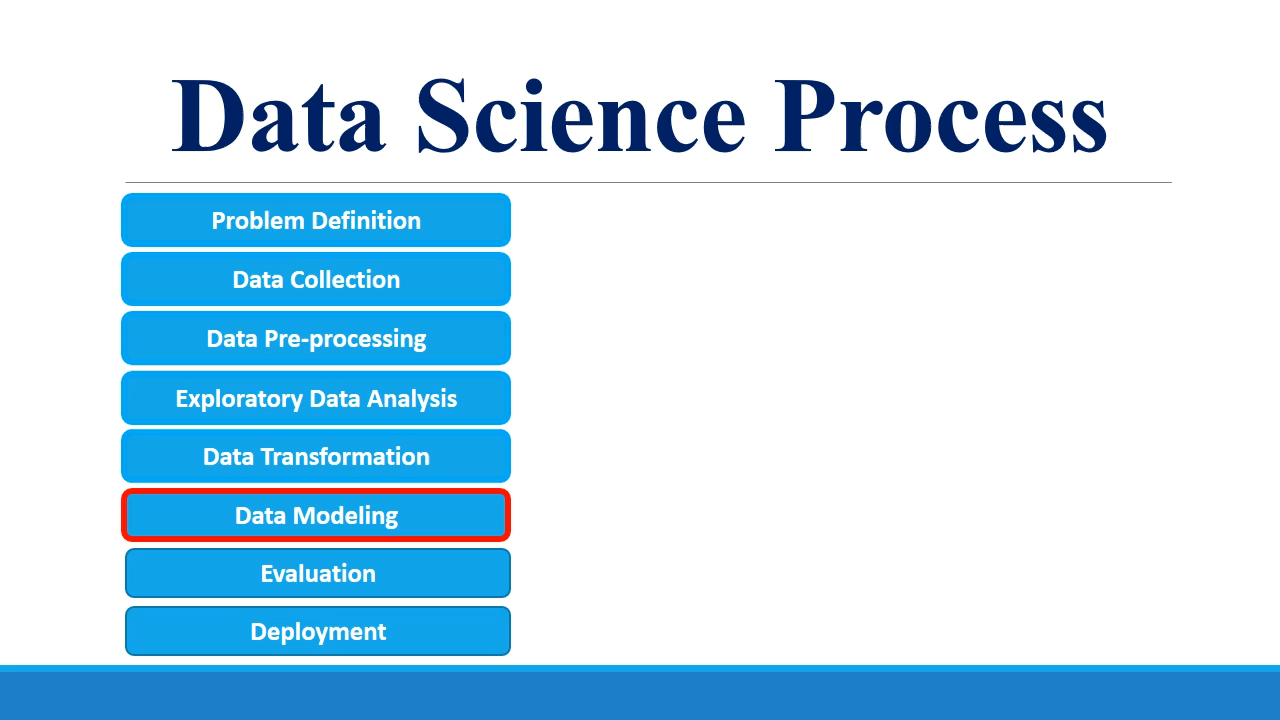 Data Science Process
Problem Definition
Data Collection
Data Pre-processing
Exploratory Data Analysis
Data Transformation
Data Modeling
Evaluation
Deployment